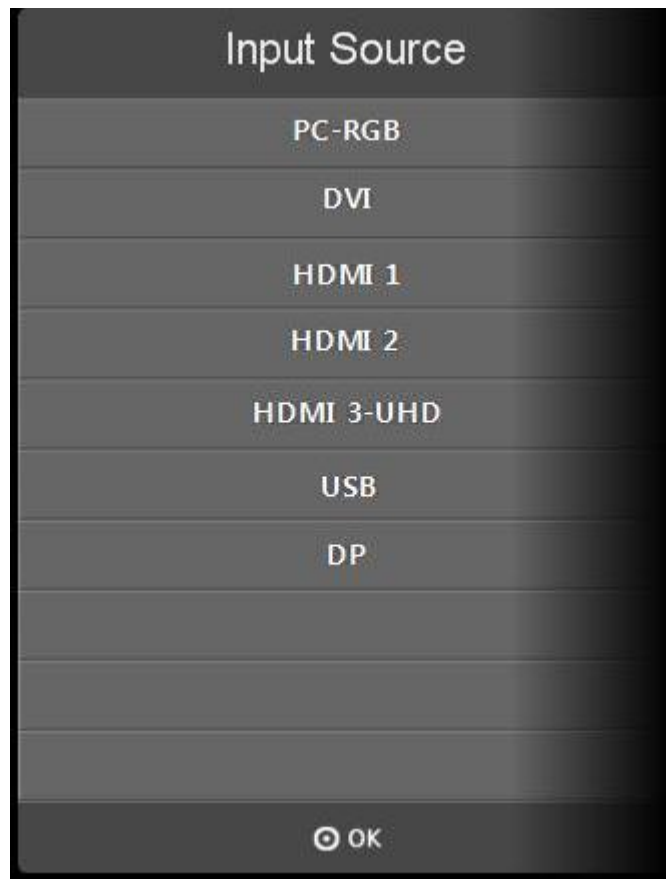 Input Source
PC-RGB
DVI
HDMI 1
HDMI 2
HDMI 3-UHD
USB
DP
OK